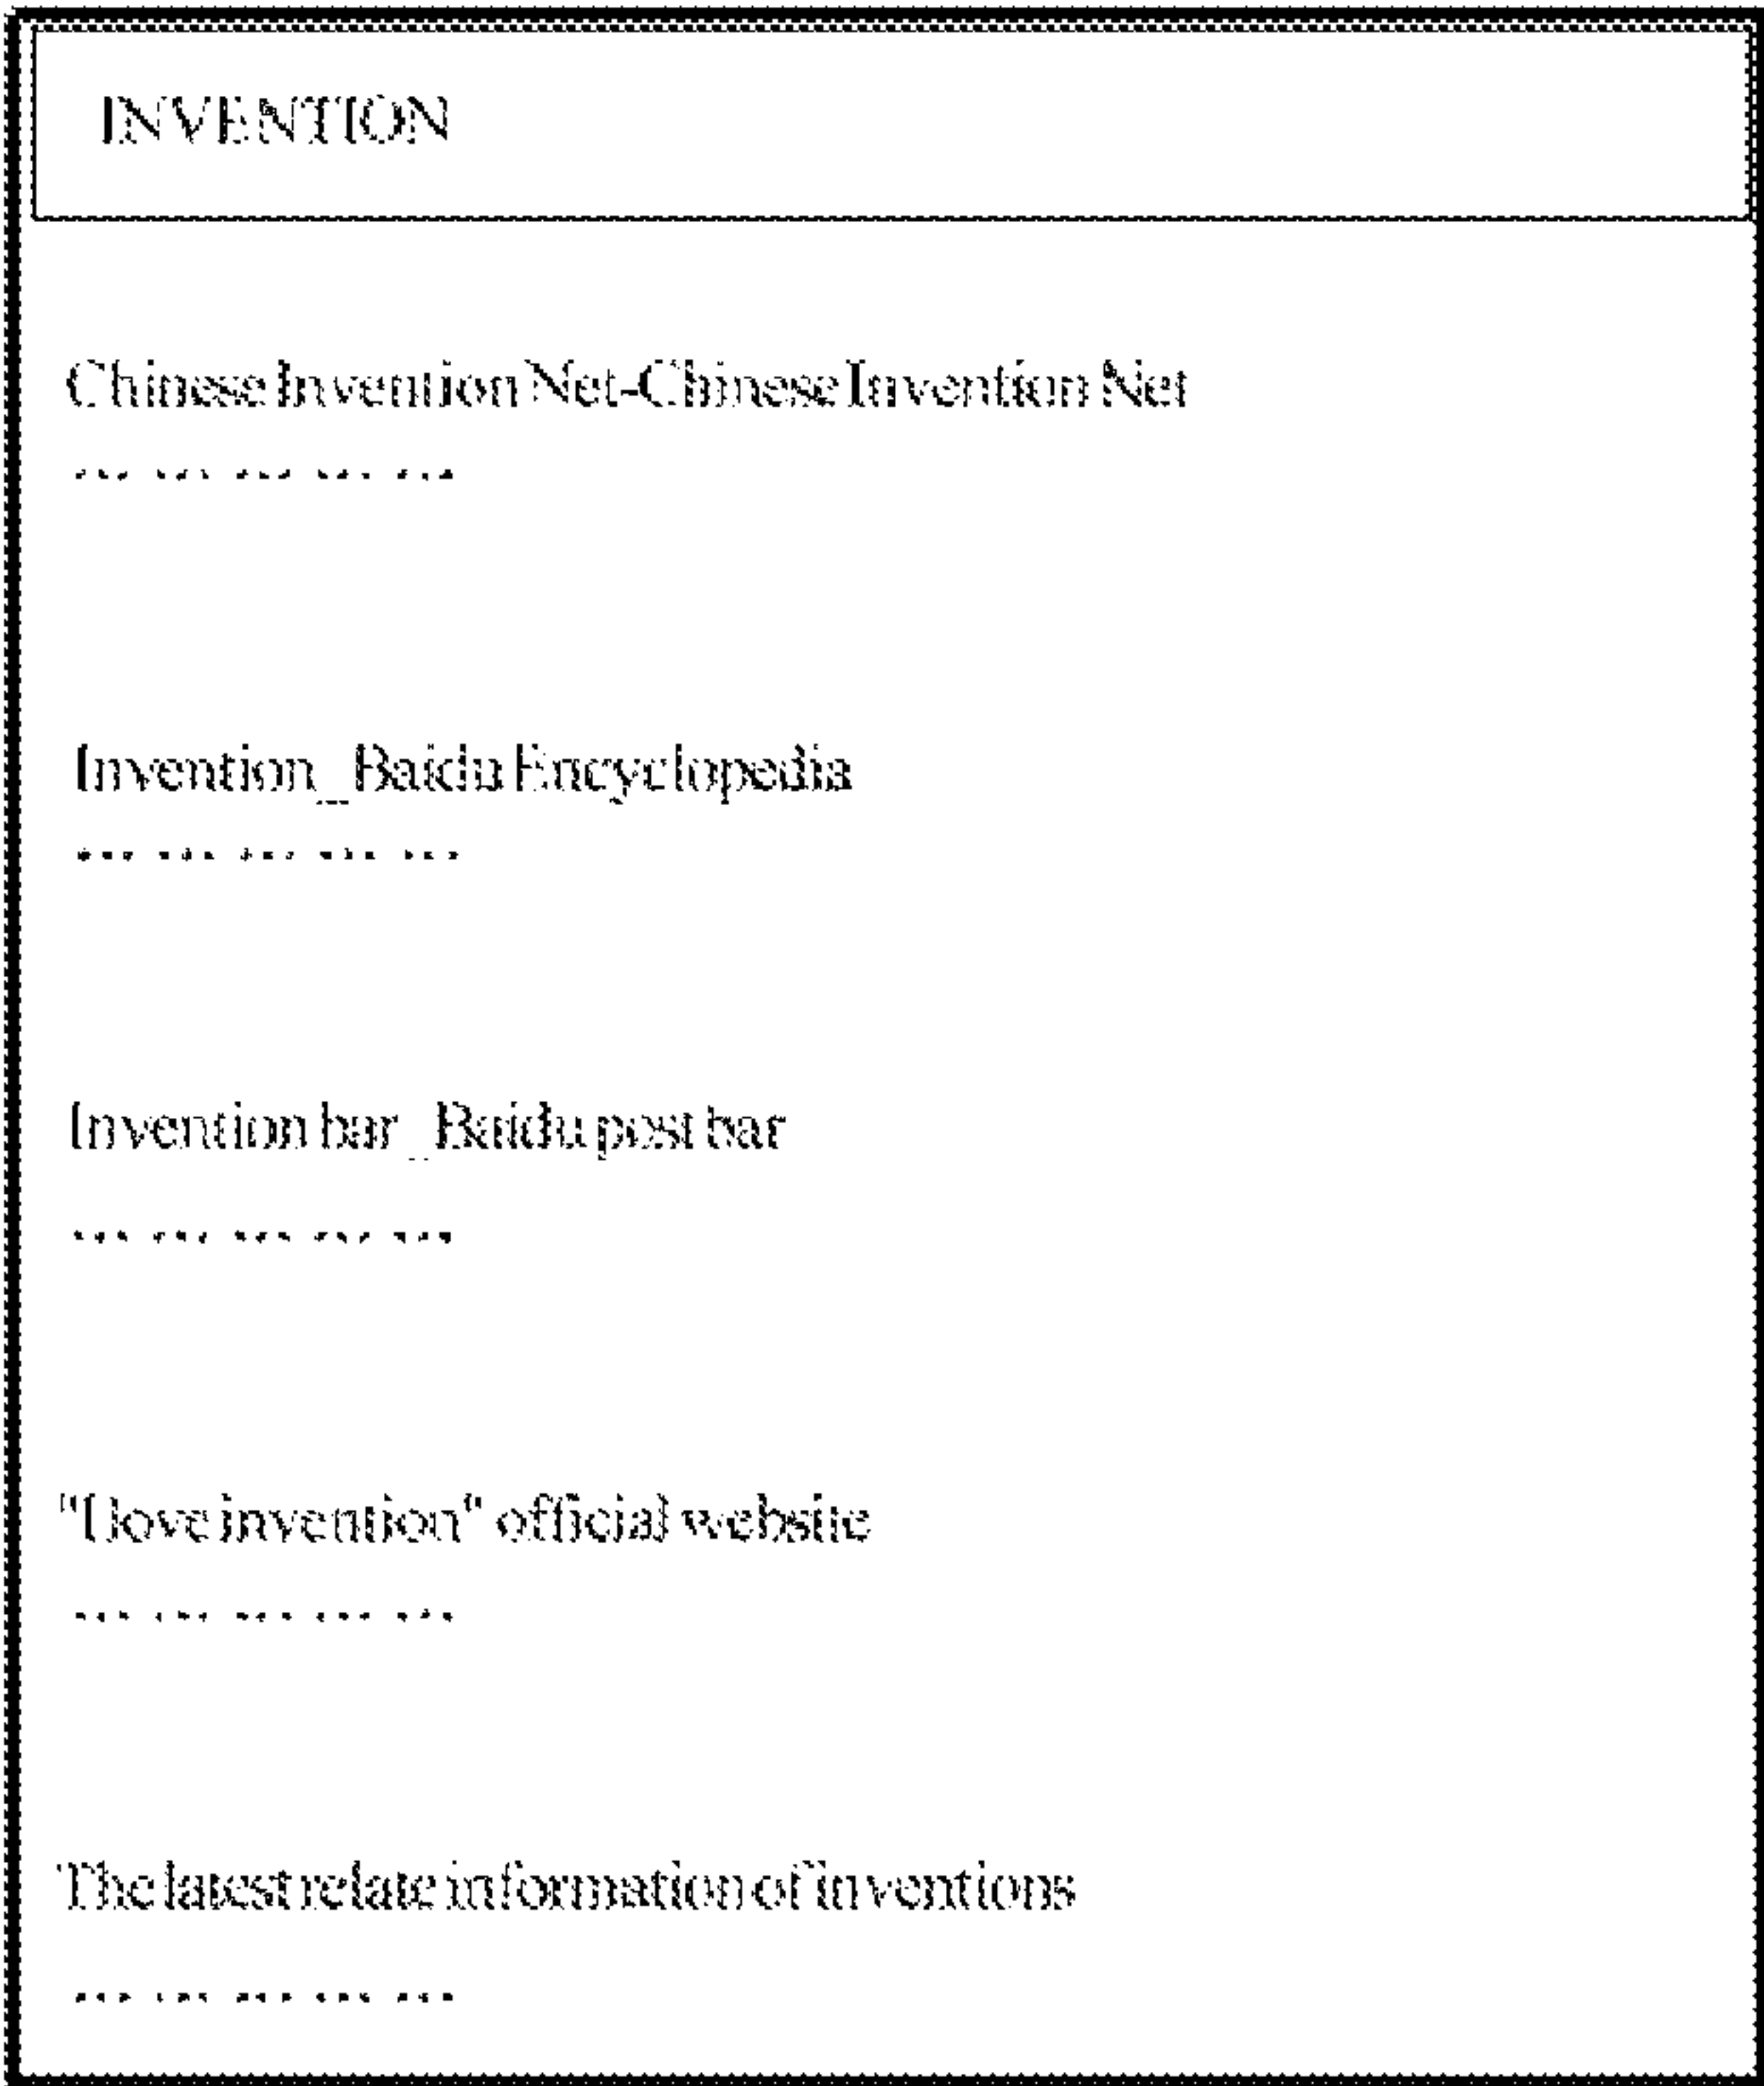 INVENTION
Chinese Invention Net-Chinese Invention Net
... ... ... ... ...
Invention_Baidu Encyclopedia
... ... ... ... ...
Invention bar_Baidu post bar
... ... ... ... ...
"I love invention" official website
... ... ... ... ...
The latest relate information of inventions
... ... ... ... ...